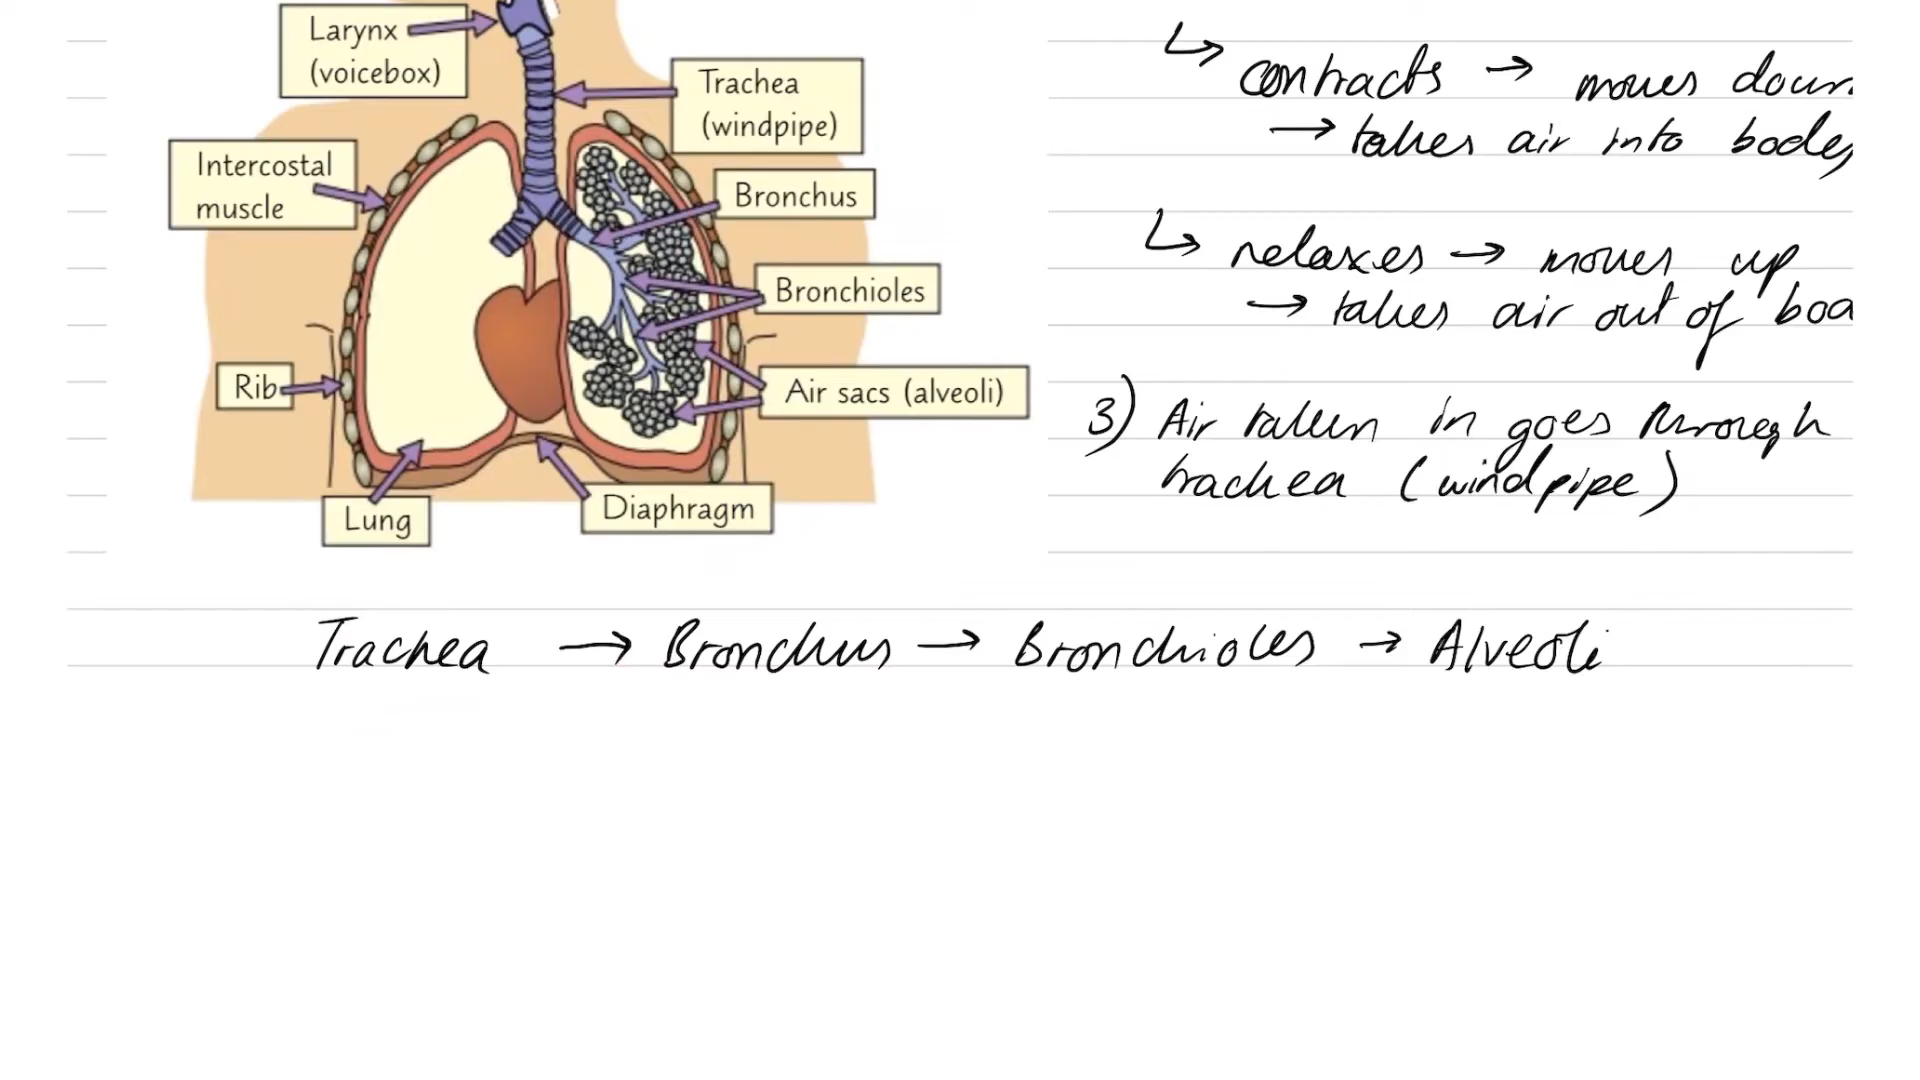 Larynx
(voicebox)
Trachea
(windpipe)
Intercostal
muscle
Bronchus
Bronchioles
Rib
Air sacs (alveoli)
Lung
Diaphragm
↳ contracts → moves down
→ takes air into body
↳ relaxes → moves up
→ takes air out of bod
3) Air taken in goes through
trachea (windpipe)
Trachea → Bronchus → Bronchioles → Alveoli